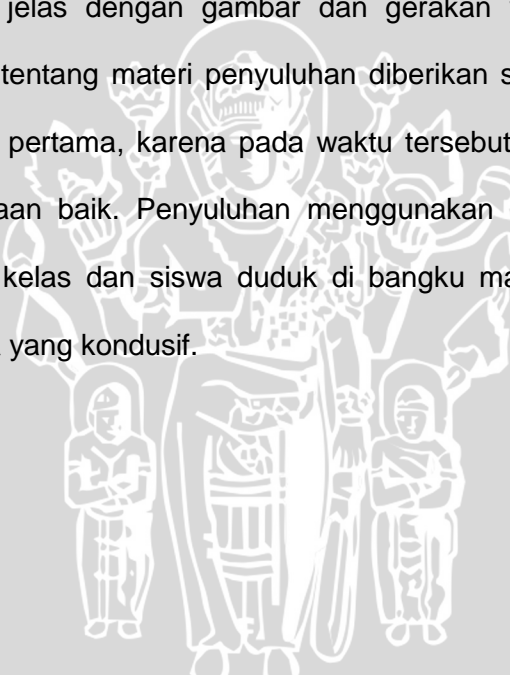 jelas dengan gambar dan gerakan
tentang materi penyuluhan diberikan s
pertama, karena pada waktu tersebut
aan baik. Penyuluhan menggunakan
kelas dan siswa duduk di bangku ma
yang kondusif.